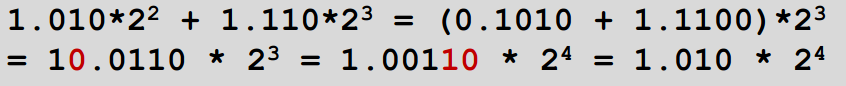 1.010*2² + 1.110*2³ = (0.1010 + 1.1100)*2³
= 10.0110 * 2³ = 1.00110 * 2⁴ = 1.010 * 2⁴